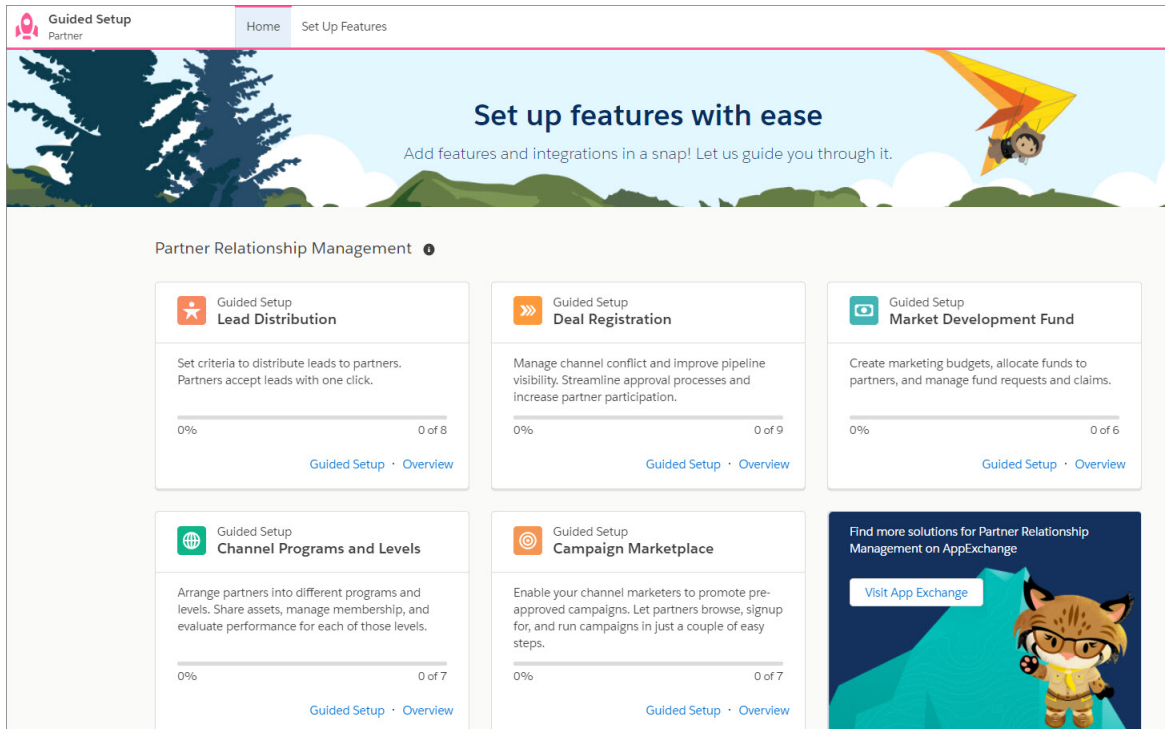 Guided Setup
Partner
Home
Set Up Features
Set up features with ease
Add features and integrations in a snap! Let us guide you through it.
Partner Relationship Management
Guided Setup
Lead Distribution
Set criteria to distribute leads to partners.
Partners accept leads with one click.
0%
0 of 8
Guided Setup · Overview
Guided Setup
Deal Registration
Manage channel conflict and improve pipeline
visibility. Streamline approval processes and
increase partner participation.
0%
0 of 9
Guided Setup · Overview
Guided Setup
Market Development Fund
Create marketing budgets, allocate funds to
partners, and manage fund requests and claims.
0%
0 of 6
Guided Setup · Overview
Guided Setup
Channel Programs and Levels
Arrange partners into different programs and
levels. Share assets, manage membership, and
evaluate performance for each of those levels.
0%
0 of 7
Guided Setup · Overview
Guided Setup
Campaign Marketplace
Enable your channel marketers to promote pre-
approved campaigns. Let partners browse, signup
for, and run campaigns in just a couple of easy
steps.
0%
0 of 7
Guided Setup · Overview
Find more solutions for Partner Relationship
Management on AppExchange
Visit App Exchange